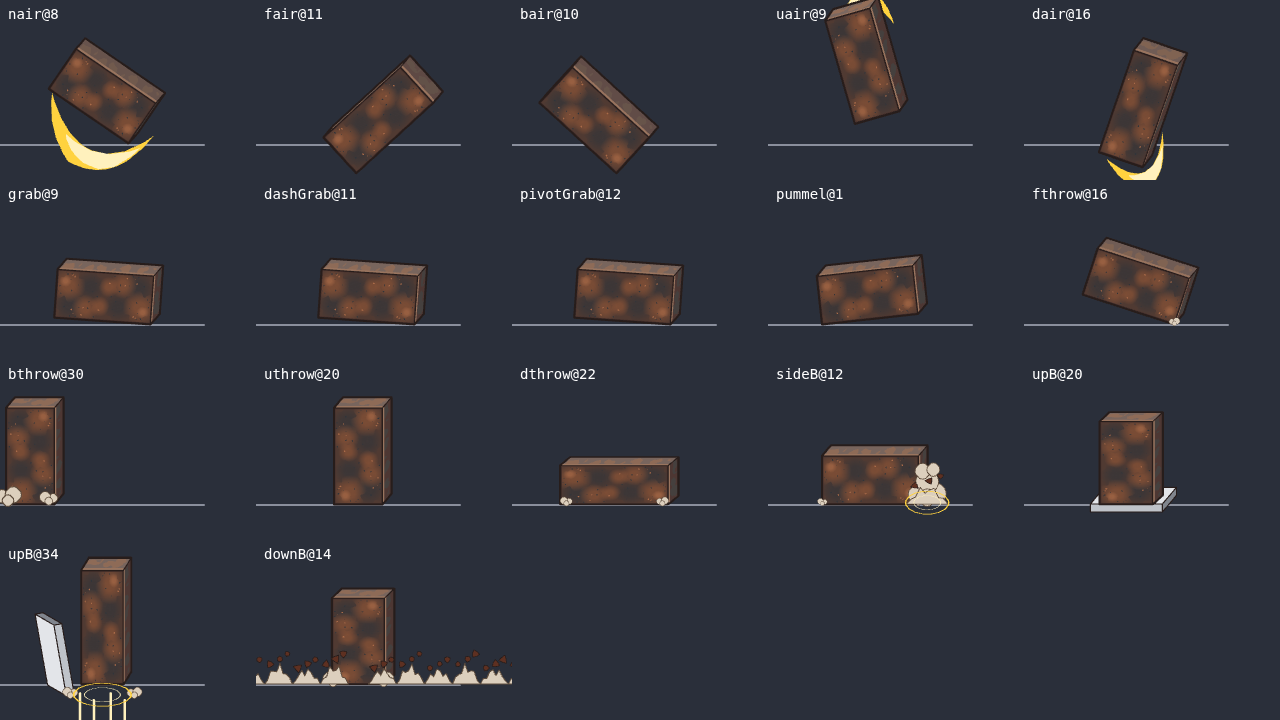 nair@8
fair@11
bair@10
uair@9
dair@16
grab@9
dashGrab@11
pivotGrab@12
pummel@1
fthrow@16
bthrow@30
uthrow@20
dthrow@22
sideB@12
upB@20
upB@34
downB@14